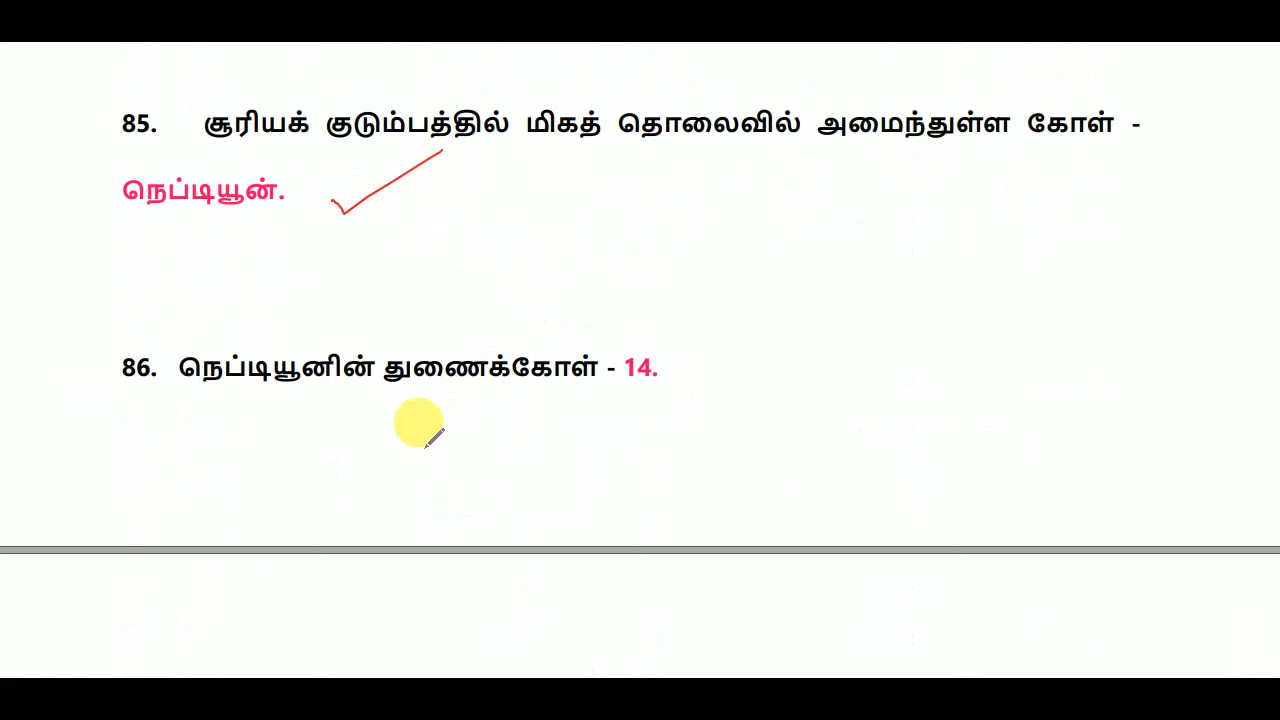 85. சூரியக் குடும்பத்தில் மிகத் தொலைவில் அமைந்துள்ள கோள் -
நெப்டியூன்.
86. நெப்டியூனின் துணைக்கோள் - 14.